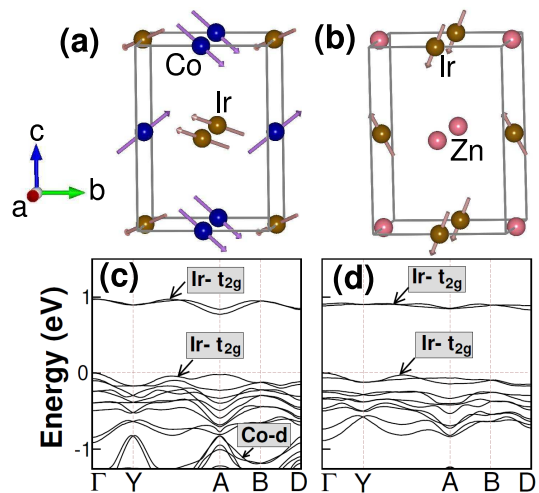 (a)
(b)
Co
Ir
Ir
Zn
c
b
a
(c)
(d)
Ir- t2g
Ir- t2g
Ir- t2g
Ir- t2g
Co-d
Energy (eV)
1
0
-1
Γ Y A B D
Γ Y A B D